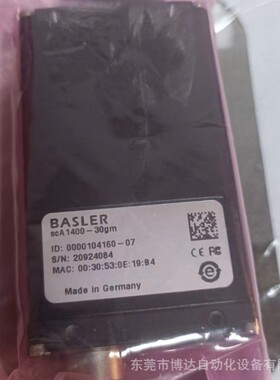 BASLER
scA1400-30gm
ID: 0000104160-07
S/N: 20924084
MAC: 00:30:53:0E:19:B4
CE FC
Made in Germany
东莞市博达自动化设备有限